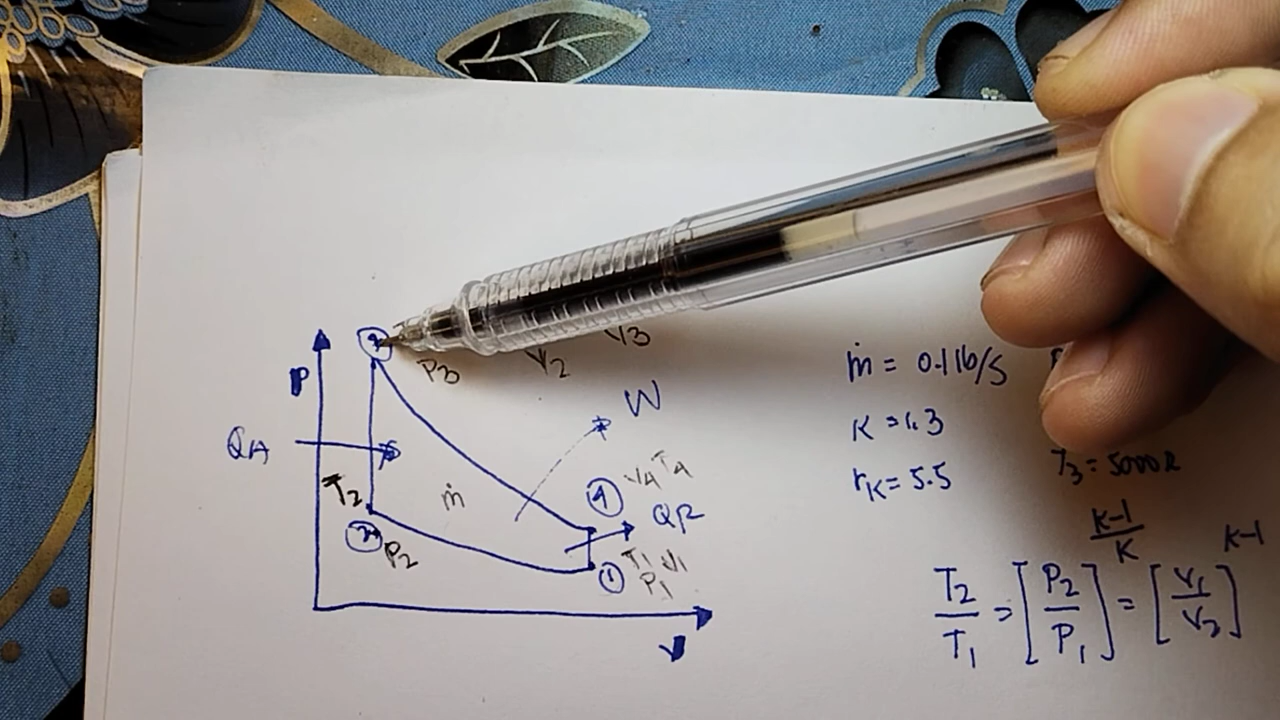 P
QA
T2
②
P2
ṁ
P3
V2
V3
W
④
V4 T4
QR
①
T1 V1
P1
V
ṁ = 0.1 lb/s
K = 1.3
rK = 5.5
T3 = 5000R
T2/T1 = [P2/P1]^(K-1)/K = [V1/V2]^K-1